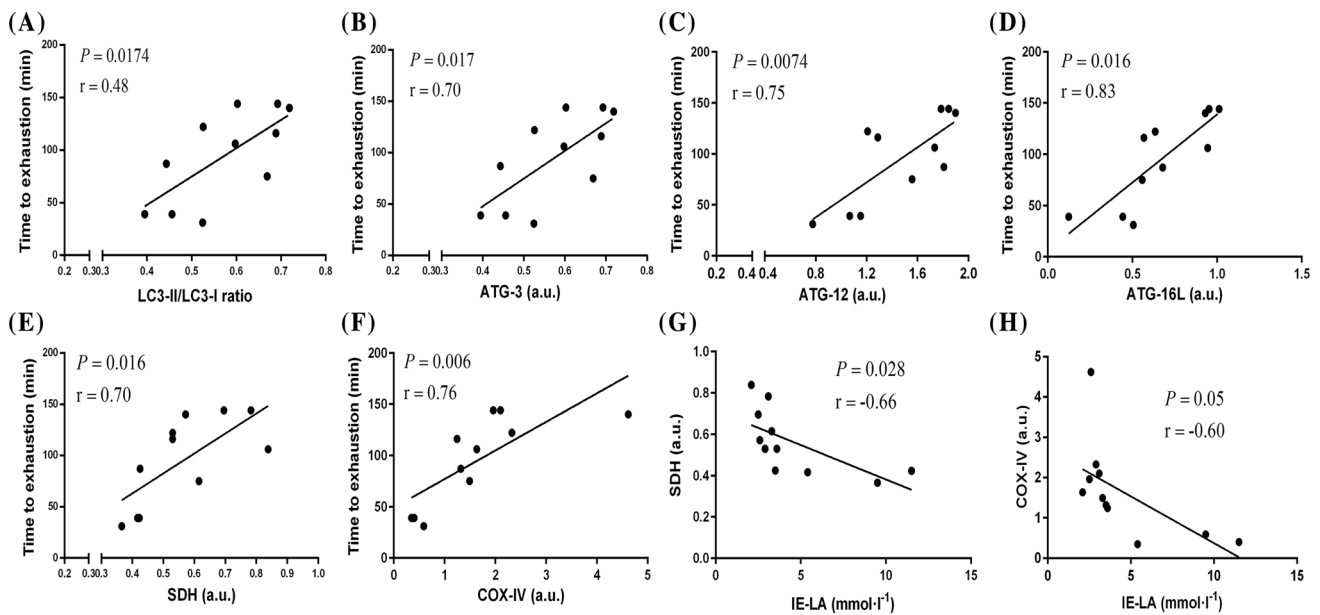 (A)
Time to exhaustion (min)
200
150
100
50
0
P = 0.0174
r = 0.48
0.2 0.3 0.3 0.4 0.5 0.6 0.7 0.8
LC3-II/LC3-I ratio
(B)
Time to exhaustion (min)
200
150
100
50
0
P = 0.017
r = 0.70
0.2 0.3 0.3 0.4 0.5 0.6 0.7 0.8
ATG-3 (a.u.)
(C)
Time to exhaustion (min)
200
150
100
50
0
P = 0.0074
r = 0.75
0.2 0.4 0.4 0.8 1.2 1.6 2.0
ATG-12 (a.u.)
(D)
Time to exhaustion (min)
200
150
100
50
0
P = 0.016
r = 0.83
0.0 0.5 1.0 1.5
ATG-16L (a.u.)
(E)
Time to exhaustion (min)
200
150
100
50
0
P = 0.016
r = 0.70
0.2 0.3 0.3 0.4 0.5 0.6 0.7 0.8 0.9 1.0
SDH (a.u.)
(F)
Time to exhaustion (min)
200
150
100
50
0
P = 0.006
r = 0.76
0 1 2 3 4 5
COX-IV (a.u.)
(G)
SDH (a.u.)
1.0
0.8
0.6
0.4
0.2
0.0
P = 0.028
r = -0.66
0 5 10 15
IE-LA (mmol·l⁻¹)
(H)
COX-IV (a.u.)
5
4
3
2
1
0
P = 0.05
r = -0.60
0 5 10 15
IE-LA (mmol·l⁻¹)